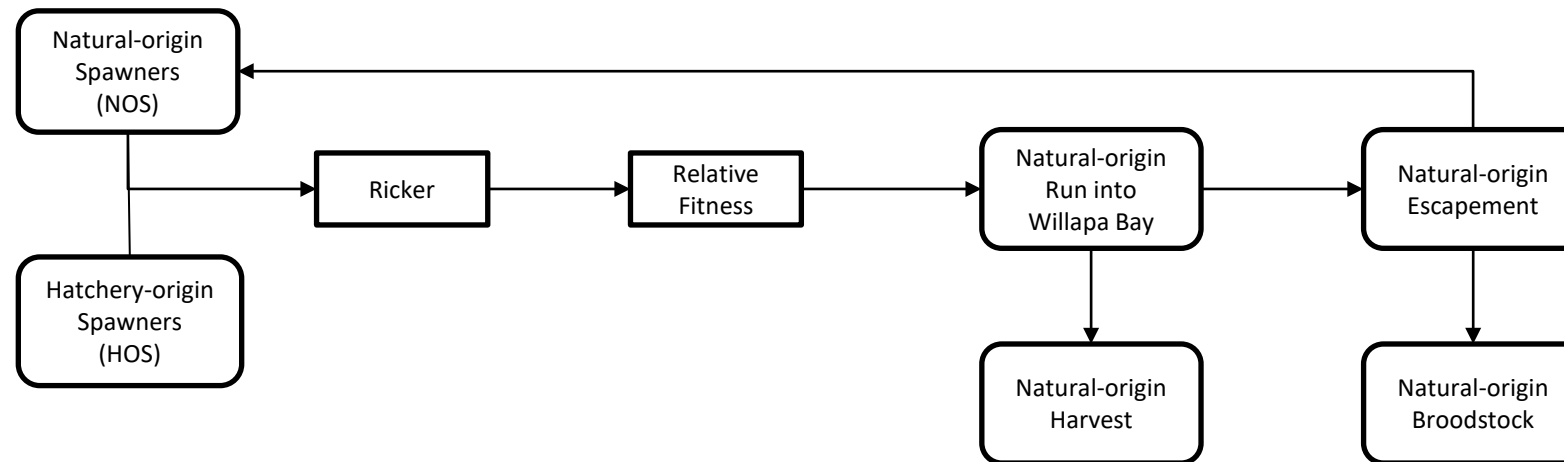 Natural-origin
Spawners
(NOS)
Ricker
Relative
Fitness
Natural-origin
Run into
Willapa Bay
Natural-origin
Escapement
Hatchery-origin
Spawners
(HOS)
Natural-origin
Harvest
Natural-origin
Broodstock